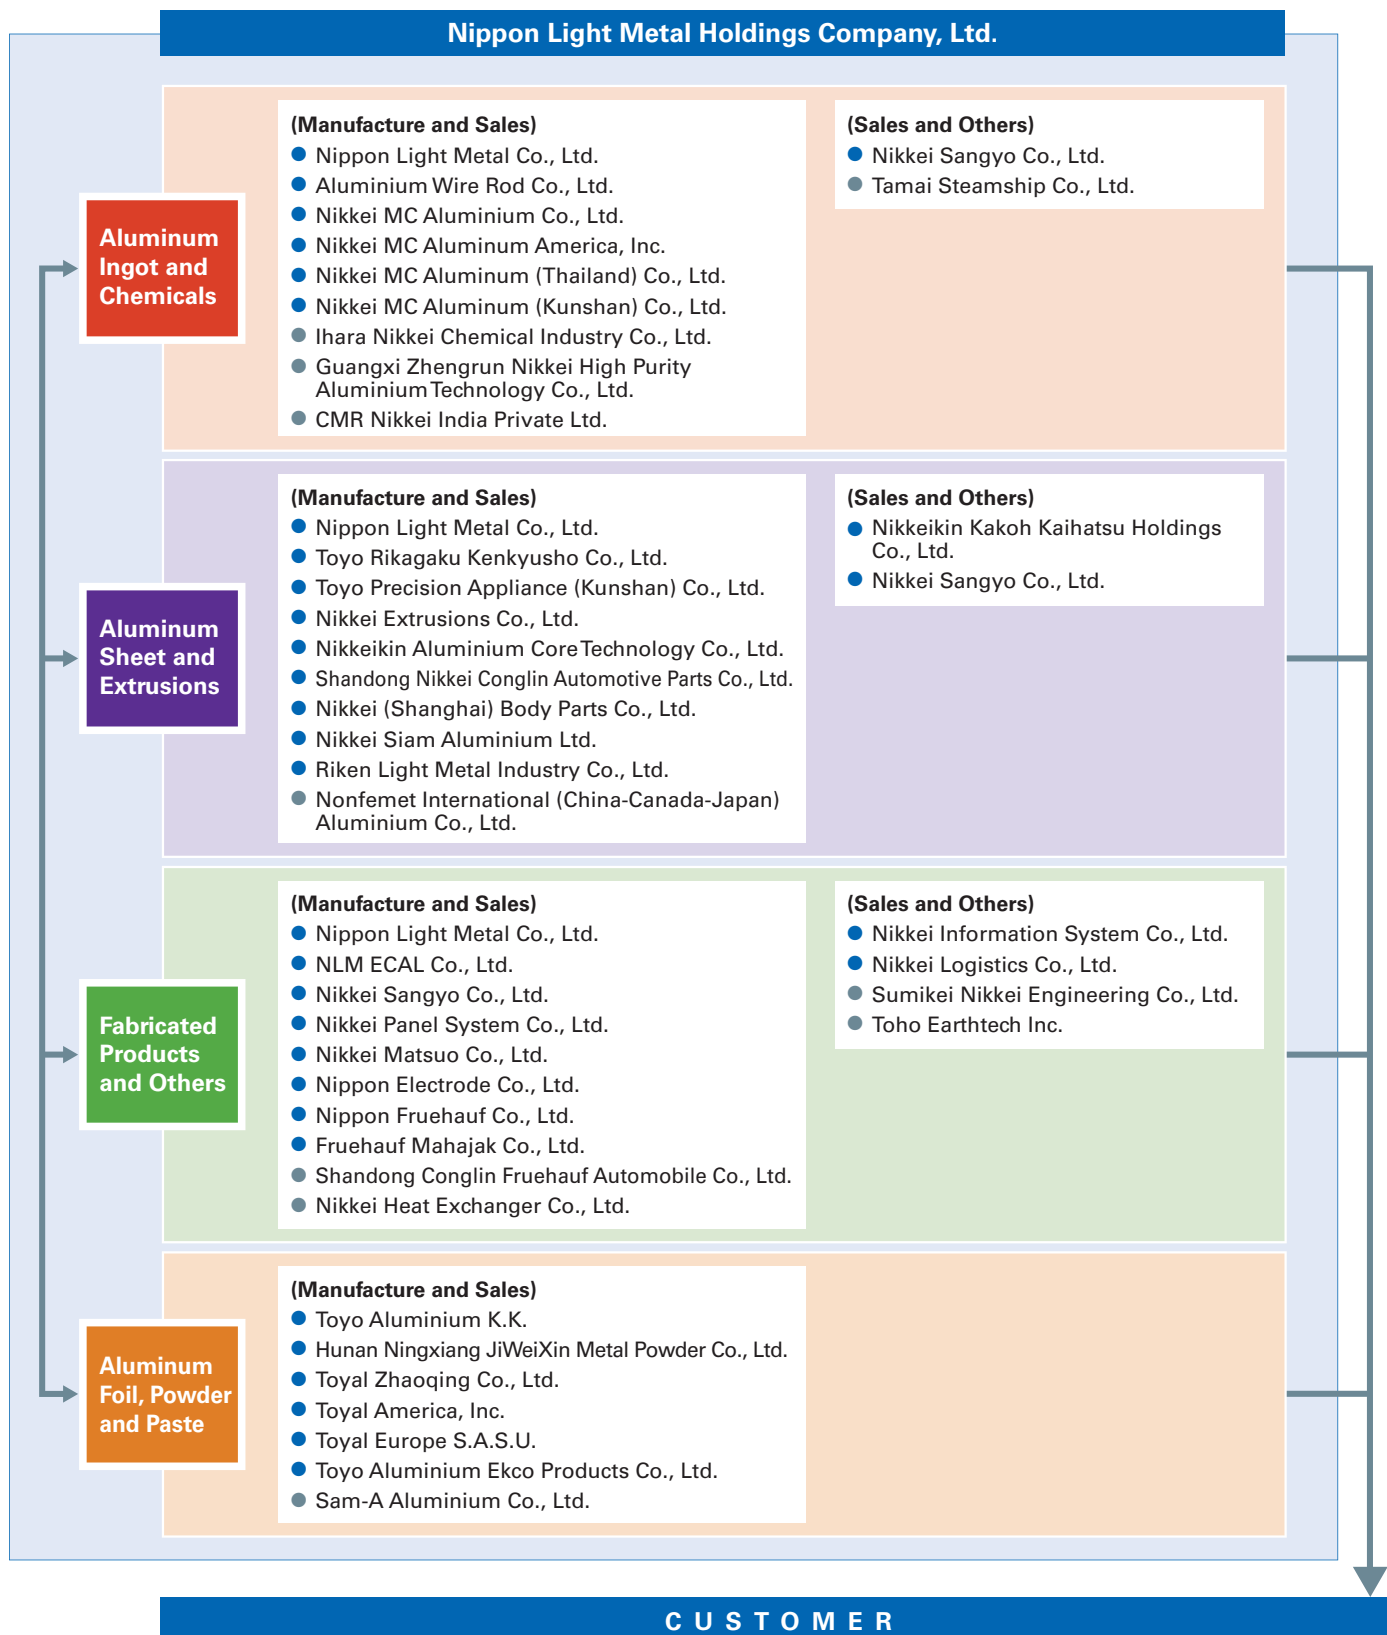 Nippon Light Metal Holdings Company, Ltd.
Aluminum
Ingot and
Chemicals
(Manufacture and Sales)
Nippon Light Metal Co., Ltd.
Aluminium Wire Rod Co., Ltd.
Nikkei MC Aluminium Co., Ltd.
Nikkei MC Aluminum America, Inc.
Nikkei MC Aluminum (Thailand) Co., Ltd.
Nikkei MC Aluminum (Kunshan) Co., Ltd.
Ihara Nikkei Chemical Industry Co., Ltd.
Guangxi Zhengrun Nikkei High Purity
Aluminium Technology Co., Ltd.
CMR Nikkei India Private Ltd.
(Sales and Others)
Nikkei Sangyo Co., Ltd.
Tamai Steamship Co., Ltd.
Aluminum
Sheet and
Extrusions
(Manufacture and Sales)
Nippon Light Metal Co., Ltd.
Toyo Rikagaku Kenkyusho Co., Ltd.
Toyo Precision Appliance (Kunshan) Co., Ltd.
Nikkei Extrusions Co., Ltd.
Nikkeikin Aluminium Core Technology Co., Ltd.
Shandong Nikkei Conglin Automotive Parts Co., Ltd.
Nikkei (Shanghai) Body Parts Co., Ltd.
Nikkei Siam Aluminium Ltd.
Riken Light Metal Industry Co., Ltd.
Nonfemet International (China-Canada-Japan)
Aluminium Co., Ltd.
(Sales and Others)
Nikkeikin Kakoh Kaihatsu Holdings
Co., Ltd.
Nikkei Sangyo Co., Ltd.
Fabricated
Products
and Others
(Manufacture and Sales)
Nippon Light Metal Co., Ltd.
NLM ECAL Co., Ltd.
Nikkei Sangyo Co., Ltd.
Nikkei Panel System Co., Ltd.
Nikkei Matsuo Co., Ltd.
Nippon Electrode Co., Ltd.
Nippon Fruehauf Co., Ltd.
Fruehauf Mahajak Co., Ltd.
Shandong Conglin Fruehauf Automobile Co., Ltd.
Nikkei Heat Exchanger Co., Ltd.
(Sales and Others)
Nikkei Information System Co., Ltd.
Nikkei Logistics Co., Ltd.
Sumikei Nikkei Engineering Co., Ltd.
Toho Earthtech Inc.
Aluminum
Foil, Powder
and Paste
(Manufacture and Sales)
Toyo Aluminium K.K.
Hunan Ningxiang JiWeiXin Metal Powder Co., Ltd.
Toyal Zhaoqing Co., Ltd.
Toyal America, Inc.
Toyal Europe S.A.S.U.
Toyo Aluminium Ekco Products Co., Ltd.
Sam-A Aluminium Co., Ltd.
CUSTOMER